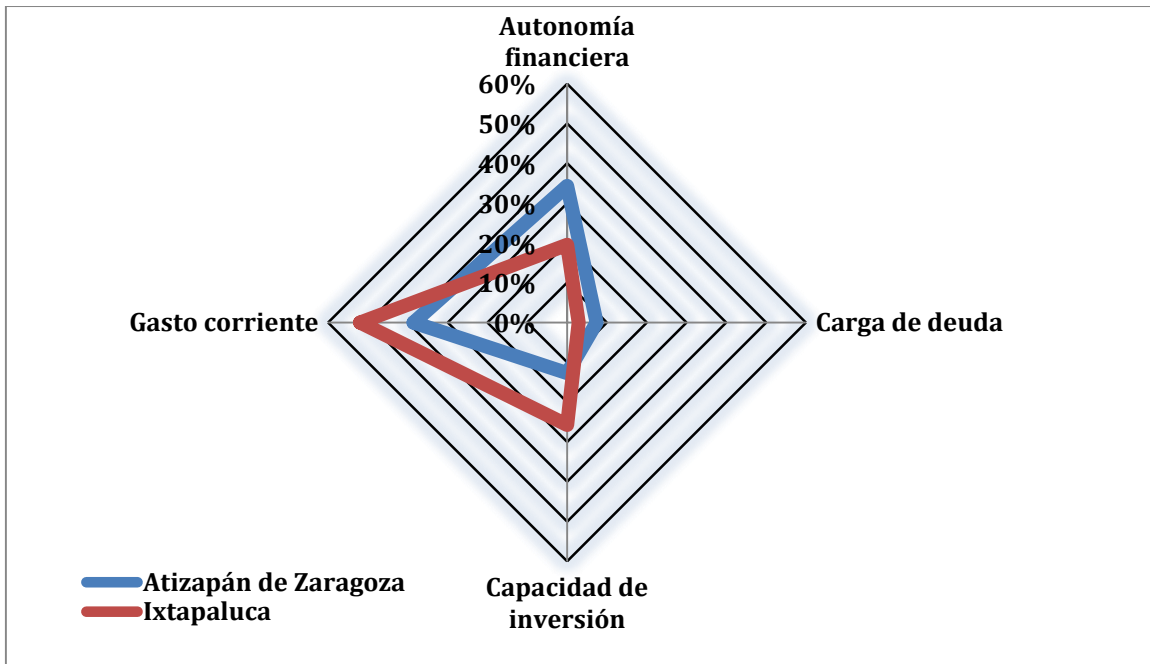 Autonomía
financiera
60%
50%
40%
30%
20%
10%
0%
Gasto corriente
Carga de deuda
Capacidad de
inversión
Atizapán de Zaragoza
Ixtapaluca